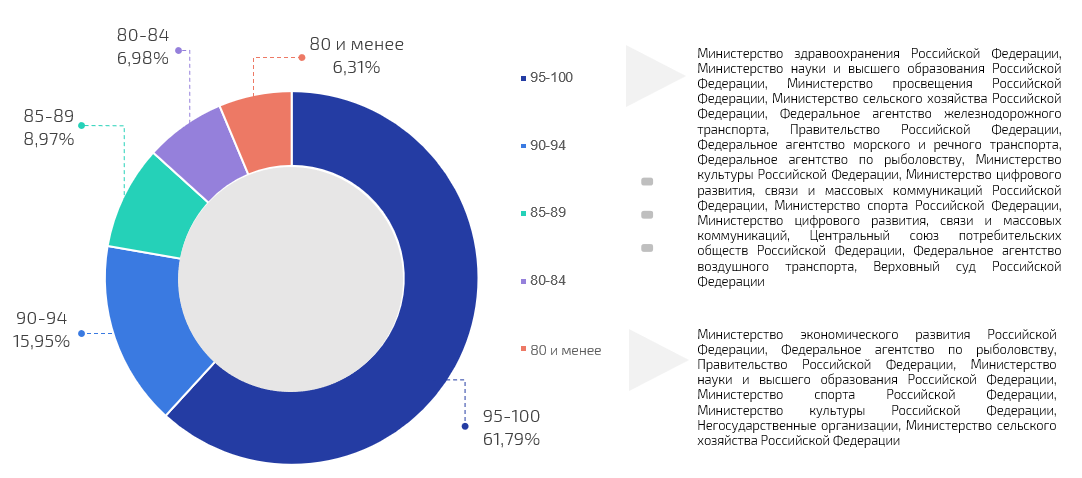 80-84
6,98%
80 и менее
6,31%
85-89
8,97%
90-94
15,95%
95-100
61,79%
95-100
90-94
85-89
80-84
80 и менее
Министерство здравоохранения Российской Федерации,
Министерство науки и высшего образования Российской
Федерации, Министерство просвещения Российской
Федерации, Министерство сельского хозяйства Российской
Федерации, Федеральное агентство железнодорожного
транспорта, Правительство Российской Федерации,
Федеральное агентство морского и речного транспорта,
Федеральное агентство по рыболовству, Министерство
культуры Российской Федерации, Министерство цифрового
развития, связи и массовых коммуникаций Российской
Федерации, Министерство спорта Российской Федерации,
Министерство цифрового развития, связи и массовых
коммуникаций, Центральный союз потребительских
обществ Российской Федерации, Федеральное агентство
воздушного транспорта, Верховный суд Российской
Федерации
Министерство экономического развития Российской
Федерации, Федеральное агентство по рыболовству,
Правительство Российской Федерации, Министерство
науки и высшего образования Российской Федерации,
Министерство спорта Российской Федерации,
Министерство культуры Российской Федерации,
Негосударственные организации, Министерство сельского
хозяйства Российской Федерации